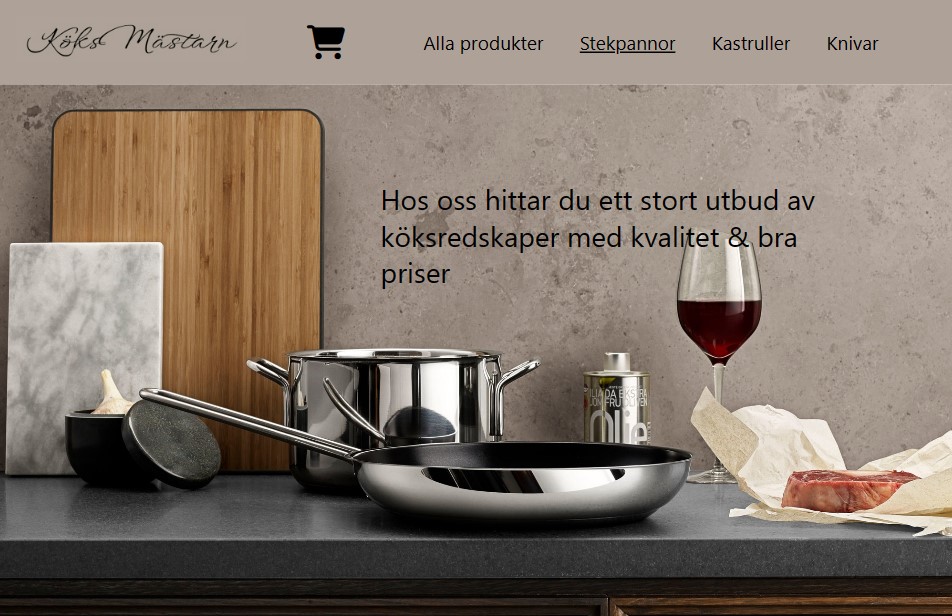 Köks Mästarn
Alla produkter
Stekpannor
Kastruller
Knivar
Hos oss hittar du ett stort utbud av
köksredskaper med kvalitet & bra
priser
Olie